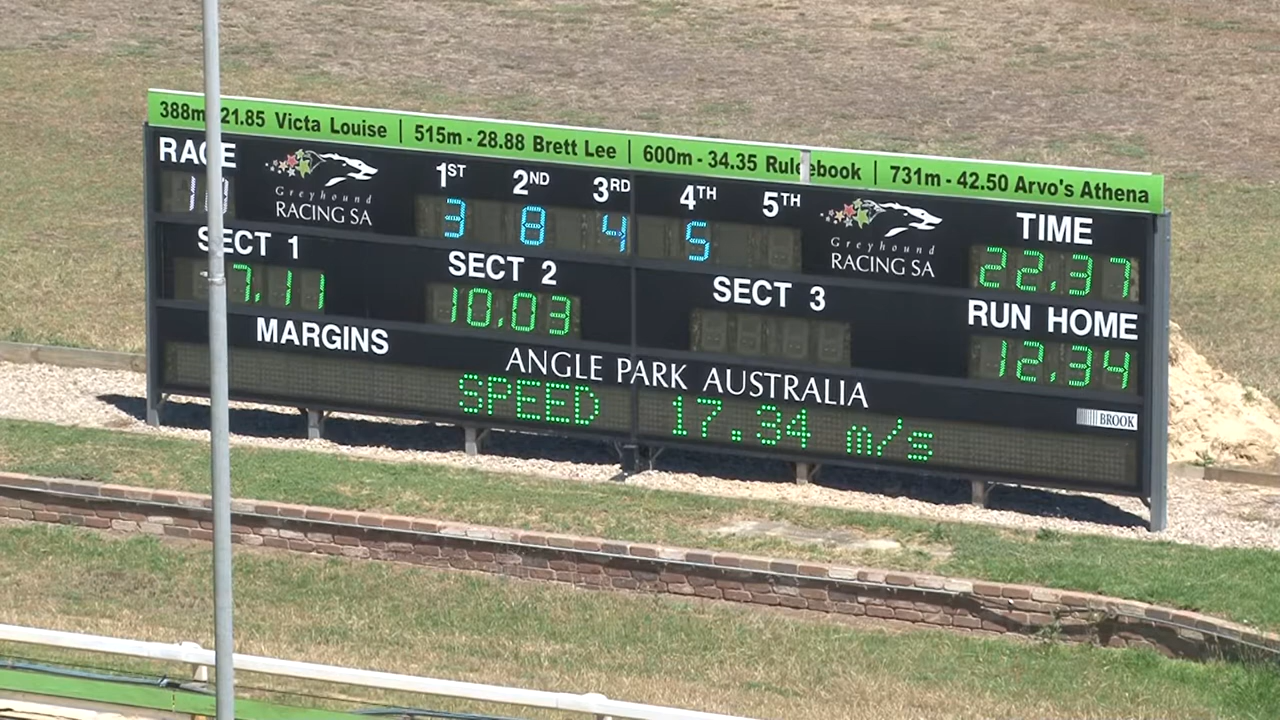 388m 21.85 Victa Louise | 515m - 28.88 Brett Lee | 600m - 34.35 Rulebook | 731m - 42.50 Arvo's Athena
RACE
10
Greyhound
RACING SA
1ST 2ND 3RD 4TH 5TH
3 8 4 5
Greyhound
RACING SA
TIME
22.37
SECT 1
7.11
SECT 2
10.03
SECT 3
RUN HOME
12.34
MARGINS
ANGLE PARK AUSTRALIA
BROOK
SPEED 17.34 m/s